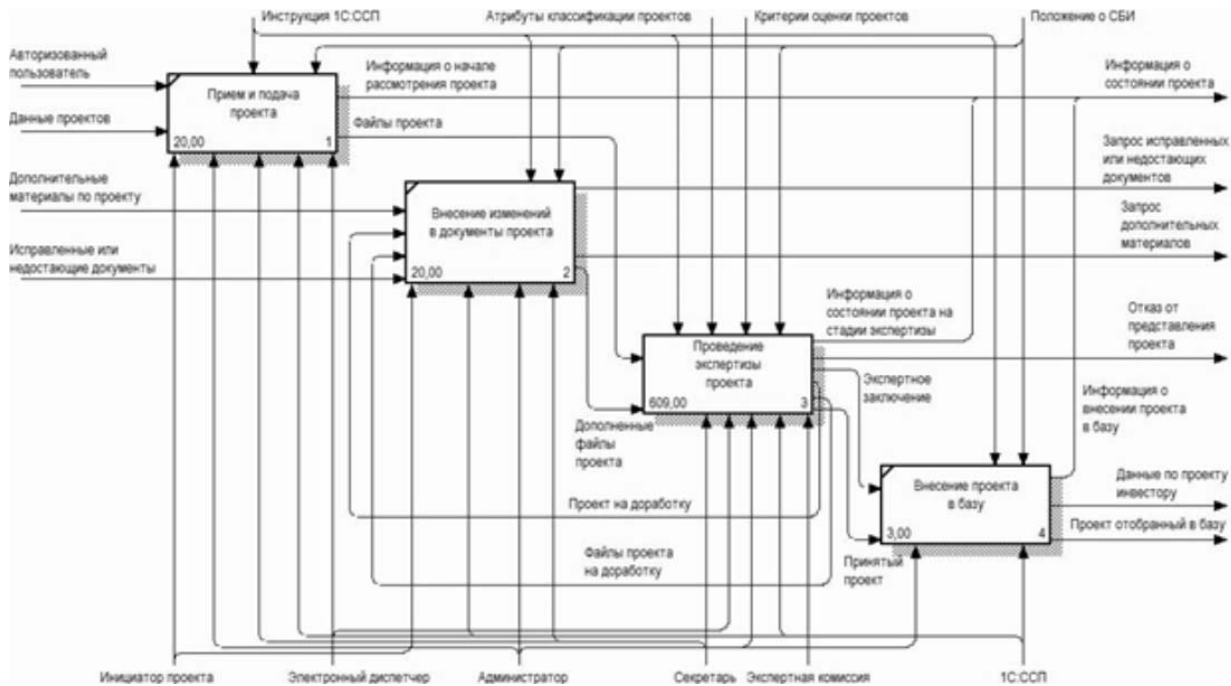 Инструкция 1С:ССП
Атрибуты классификации проектов
Критерии оценки проектов
Положение о СБИ
Авторизованный
пользователь
Данные проектов
Прием и подача
проекта
20,00
1
Информация о начале
рассмотрения проекта
Файлы проекта
Информация о
состоянии проекта
Запрос исправленных
или недостающих
документов
Дополнительные
материалы по проекту
Исправленные или
недостающие документы
Внесение изменений
в документы проекта
20,00
2
Запрос
дополнительных
материалов
Информация о
состоянии проекта на
стадии экспертизы
Отказ от
представления
проекта
Проведение
экспертизы
проекта
609,00
3
Экспертное
заключение
Дополненные
файлы
проекта
Информация о
внесении проекта
в базу
Внесение проекта
в базу
3,00
4
Данные по проекту
инвестору
Проект отобранный в базу
Проект на доработку
Файлы проекта
на доработку
Принятый
проект
Инициатор проекта
Электронный диспетчер
Администратор
Секретарь
Экспертная комиссия
1С:ССП